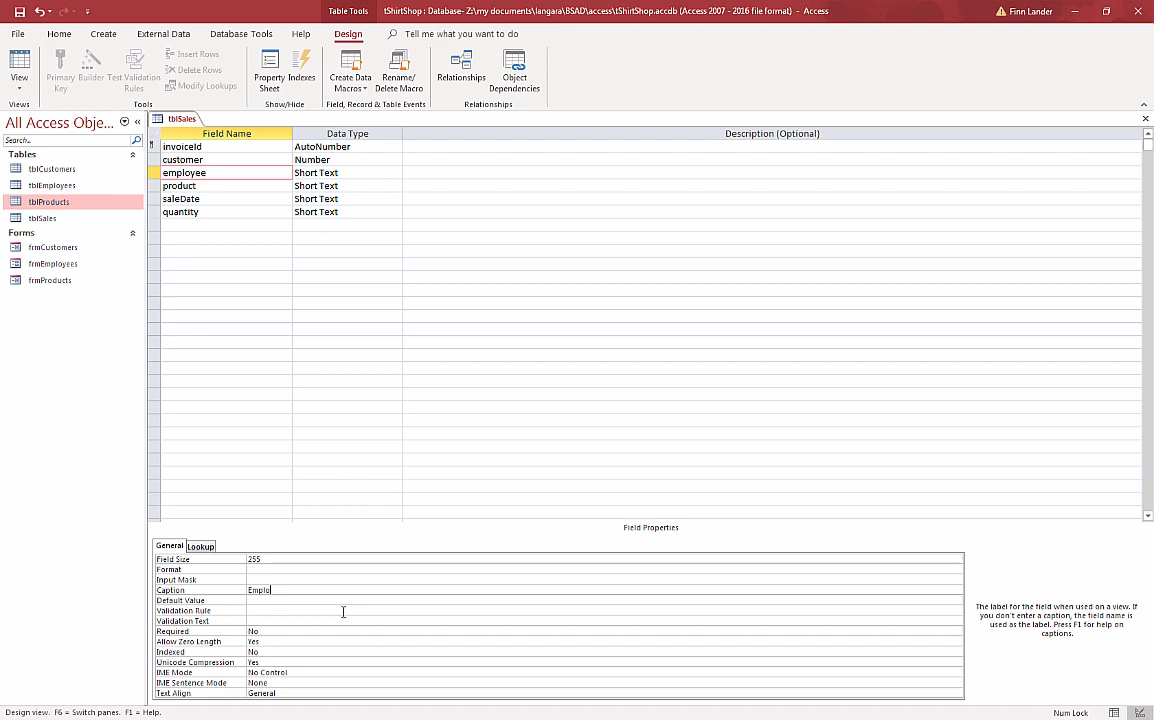 Table Tools
tShirtShop : Database- Z:\my documents\langara\BSAD\access\tShirtShop.accdb (Access 2007 - 2016 file format) - Access
Finn Lander
File Home Create External Data Database Tools Help Design Tell me what you want to do
View
Views
Primary Key
Builder
Test Validation Rules
Insert Rows
Delete Rows
Modify Lookups
Tools
Property Sheet
Indexes
Show/Hide
Create Data Macros
Rename/ Delete Macro
Field, Record & Table Events
Relationships
Object Dependencies
Relationships
All Access Obje...
Search...
Tables
tblCustomers
tblEmployees
tblProducts
tblSales
Forms
frmCustomers
frmEmployees
frmProducts
tblSales
Field Name Data Type Description (Optional)
invoiceId AutoNumber
customer Number
employee Short Text
product Short Text
saleDate Short Text
quantity Short Text
Field Properties
General Lookup
Field Size 255
Format
Input Mask
Caption Emplo
Default Value
Validation Rule
Validation Text
Required No
Allow Zero Length Yes
Indexed No
Unicode Compression Yes
IME Mode No Control
IME Sentence Mode None
Text Align General
The label for the field when used on a view. If
you don't enter a caption, the field name is
used as the label. Press F1 for help on
captions.
Design view. F6 = Switch panes. F1 = Help.
Num Lock